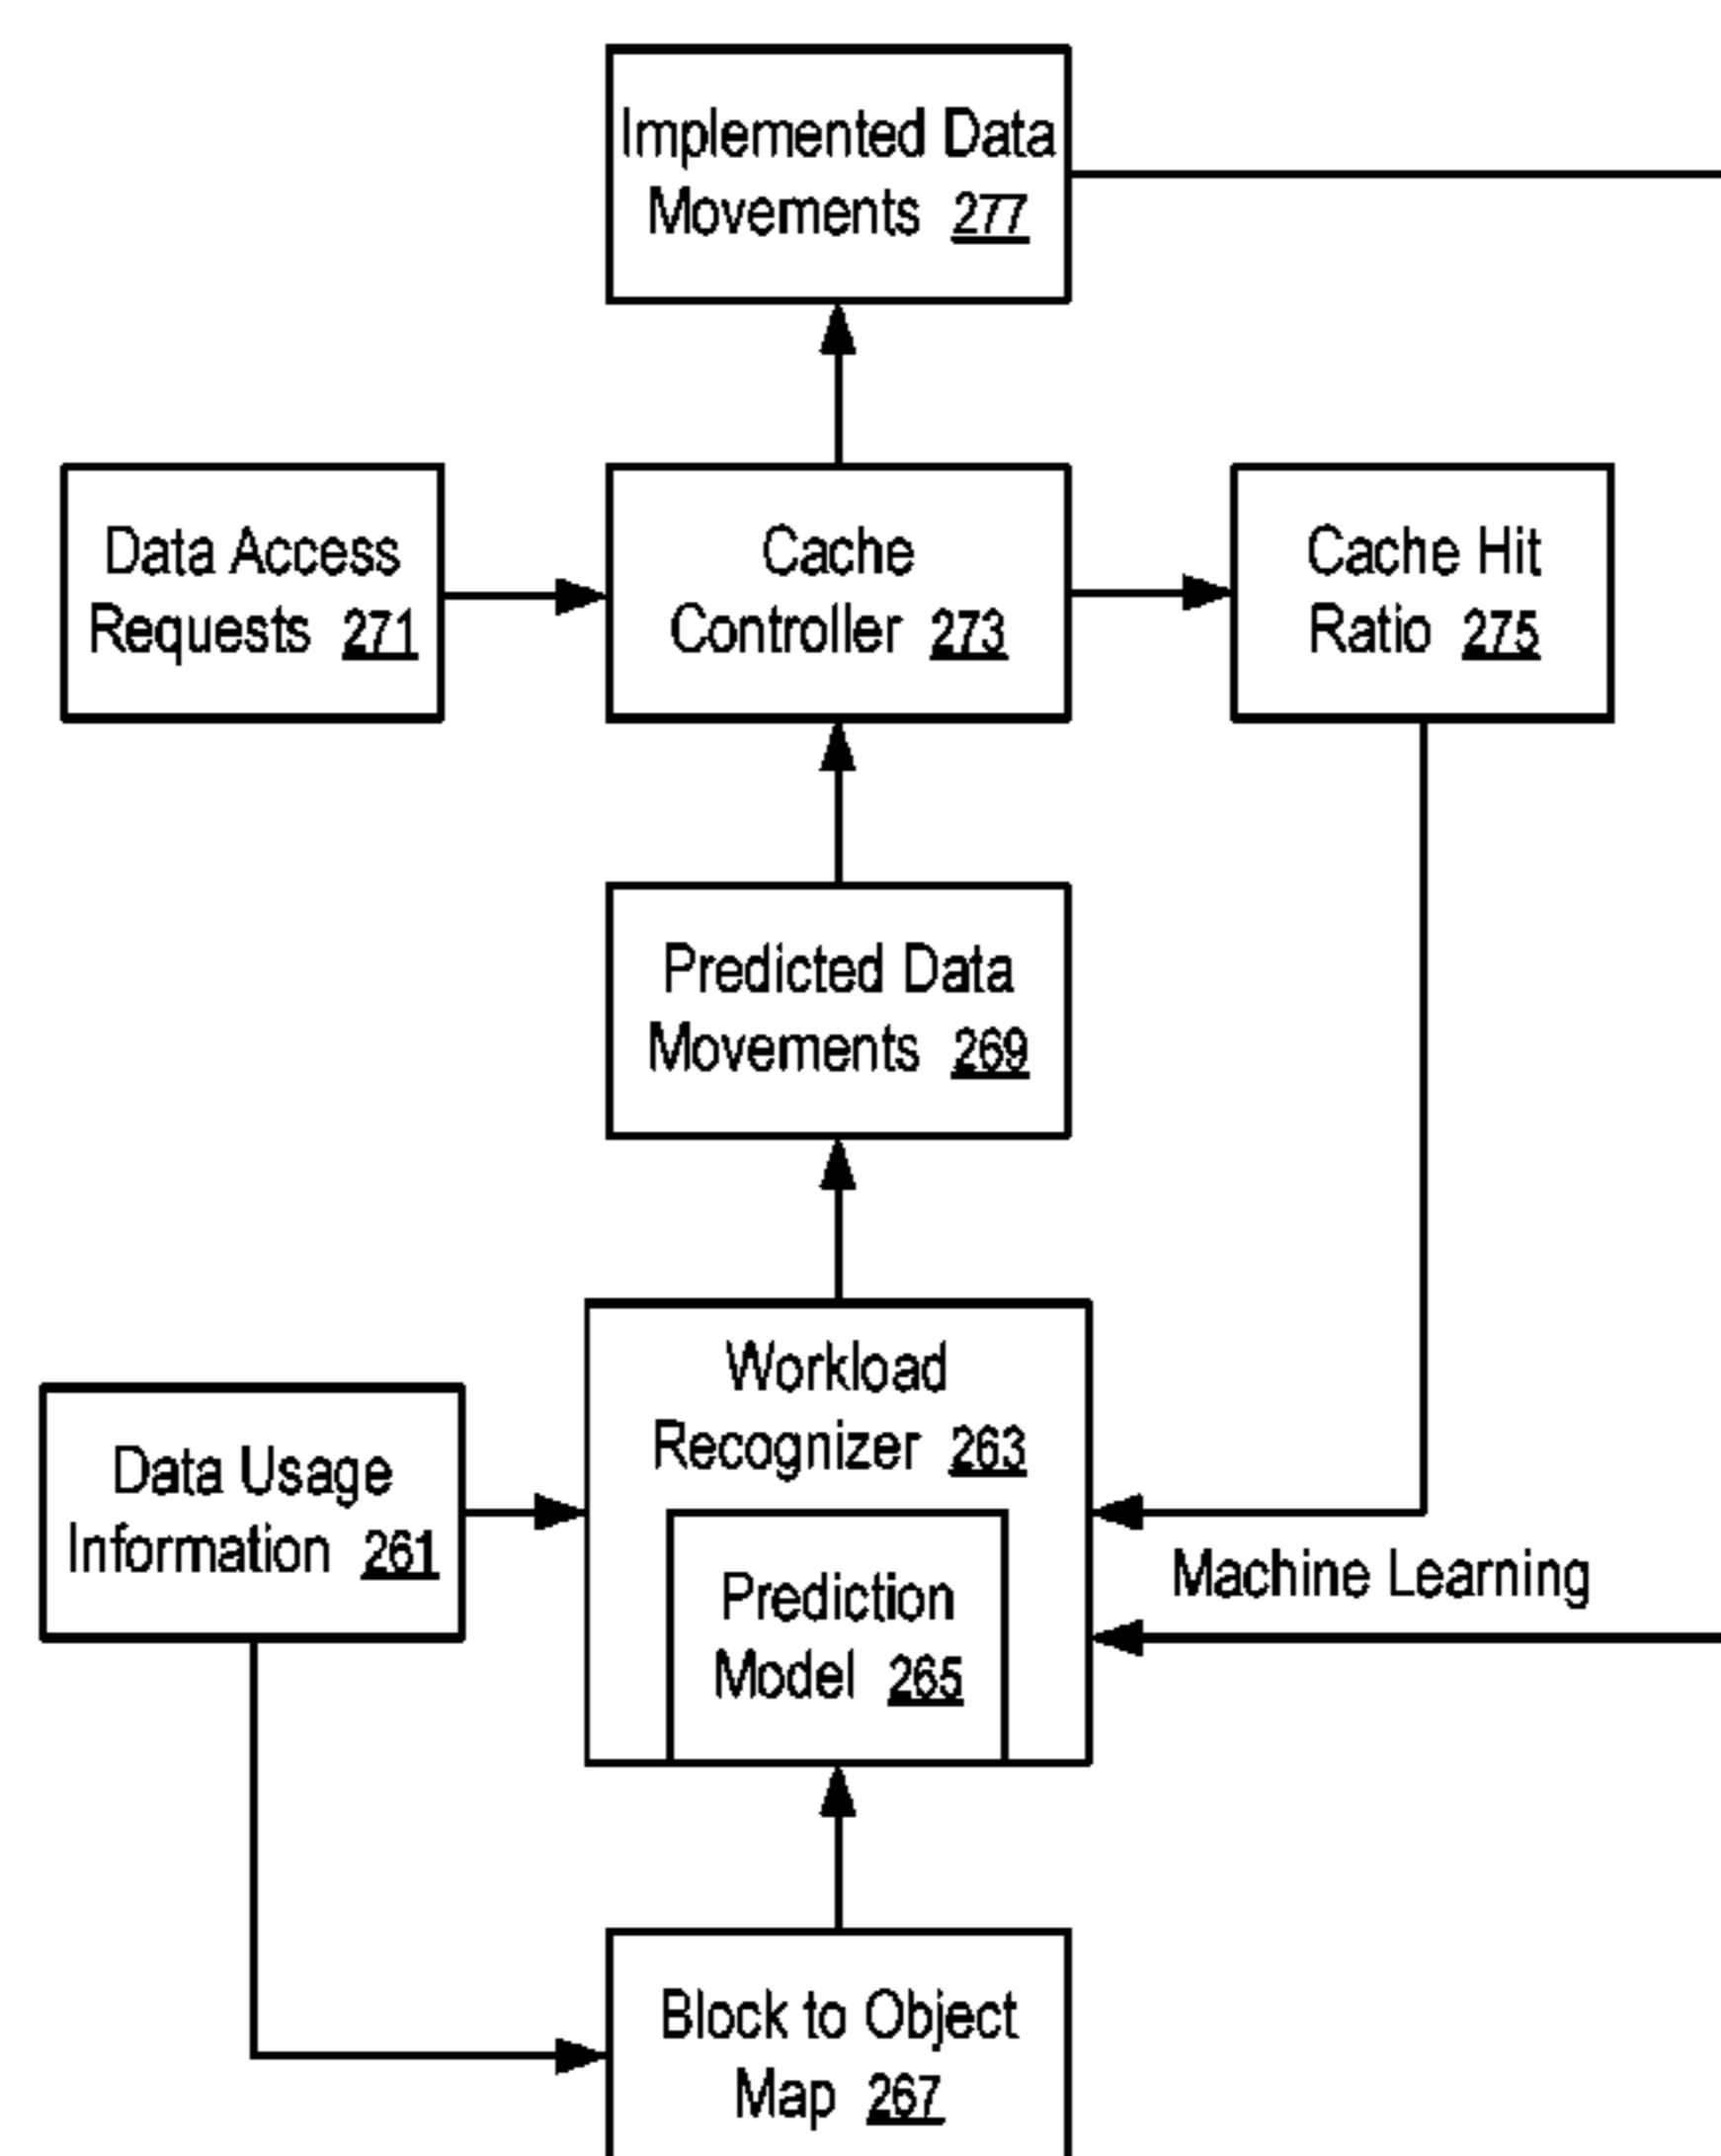 Implemented Data
Movements 277
Data Access
Requests 271
Cache
Controller 273
Cache Hit
Ratio 275
Predicted Data
Movements 269
Workload
Recognizer 263
Data Usage
Information 261
Prediction
Model 265
Machine Learning
Block to Object
Map 267